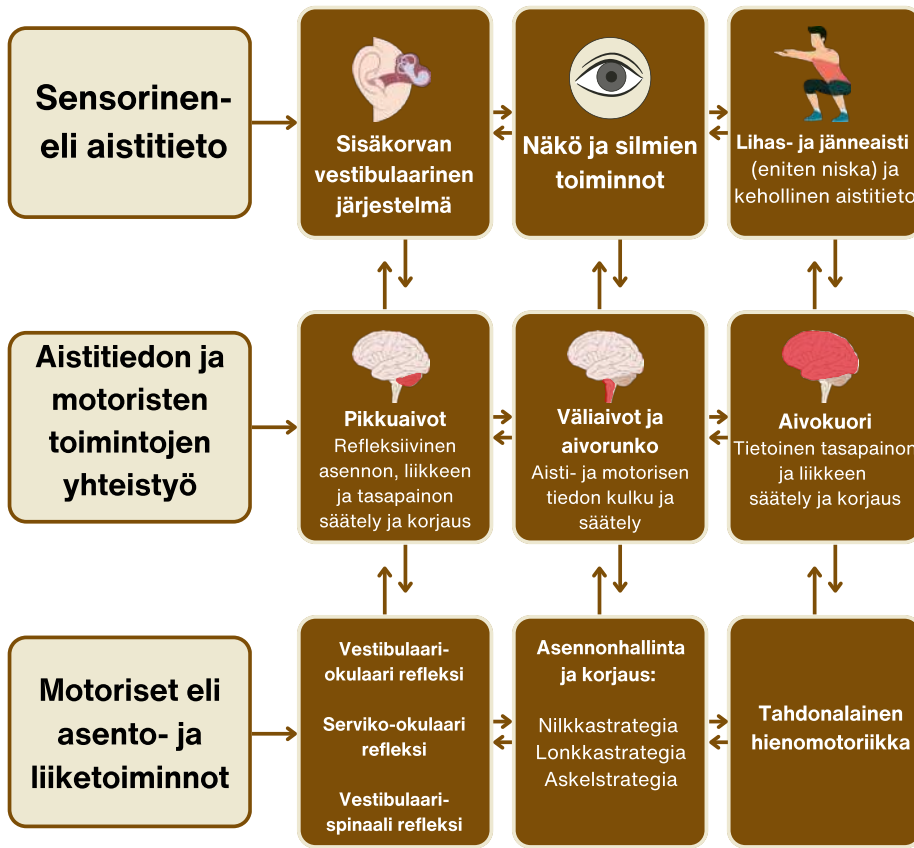 Sensorinen-
eli aistitieto
Sisäkorvan
vestibulaarinen
järjestelmä
Näkö ja silmien
toiminnot
Lihas- ja jänneaisti
(eniten niska) ja
kehollinen aistitieto
Aistitiedon ja
motoristen
toimintojen
yhteistyö
Pikkuaivot
Refleksiivinen
asennon, liikkeen
ja tasapainon
säätely ja korjaus
Väliaivot ja
aivorunko
Aisti- ja motorisen
tiedon kulku ja
säätely
Aivokuori
Tietoinen tasapainon
ja liikkeen
säätely ja korjaus
Motoriset eli
asento- ja
liiketoiminnot
Vestibulaari-
okulaari refleksi
Serviko-okulaari
refleksi
Vestibulaari-
spinaali refleksi
Asennonhallinta
ja korjaus:
Nilkkastrategia
Lonkkastrategia
Askelstrategia
Tahdonalainen
hienomotoriikka